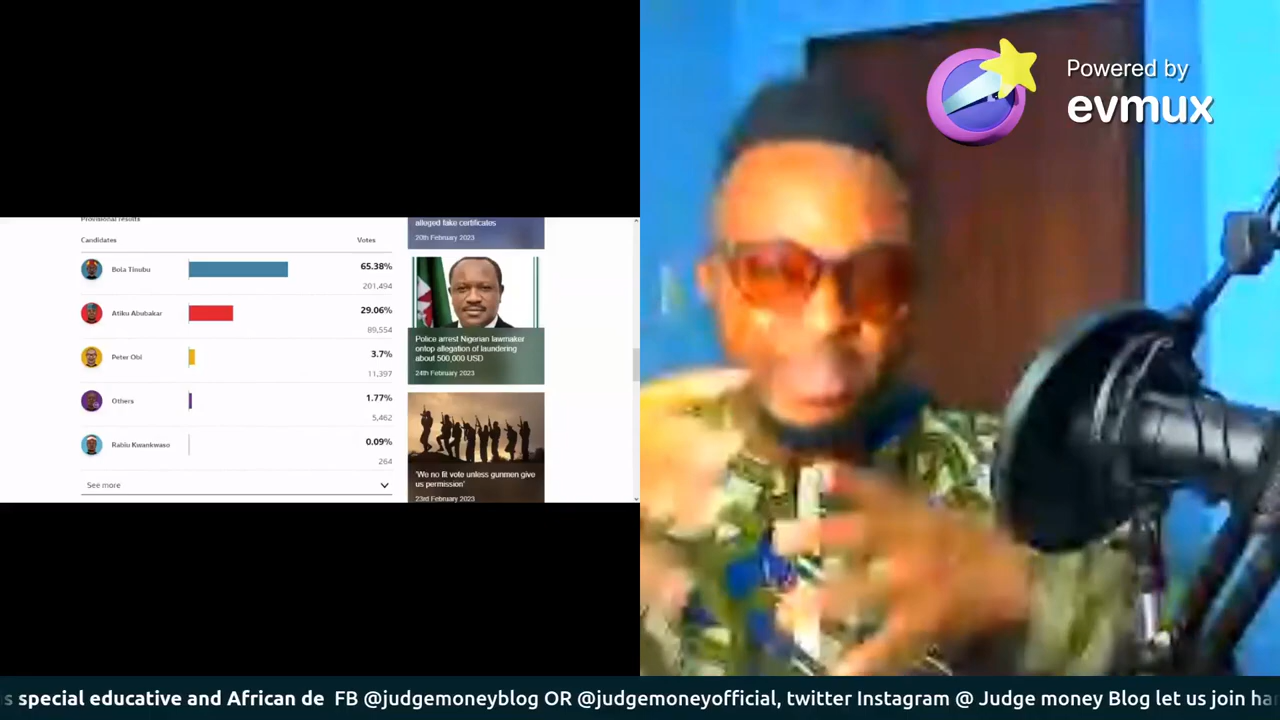 Provisional results
Candidates Votes
Bola Tinubu 65.38%
201,494
Atiku Abubakar 29.06%
89,554
Peter Obi 3.7%
11,397
Others 1.77%
5,462
Rabiu Kwankwaso 0.09%
264
See more
alleged fake certificates
20th February 2023
Police arrest Nigerian lawmaker
ontop allegation of laundering
about 500,000 USD
24th February 2023
'We no fit vote unless gunmen give
us permission'
23rd February 2023
Powered by
evmux
s special educative and African de FB @judgemoneyblog OR @judgemoneyofficial, twitter Instagram @ Judge money Blog let us join ha